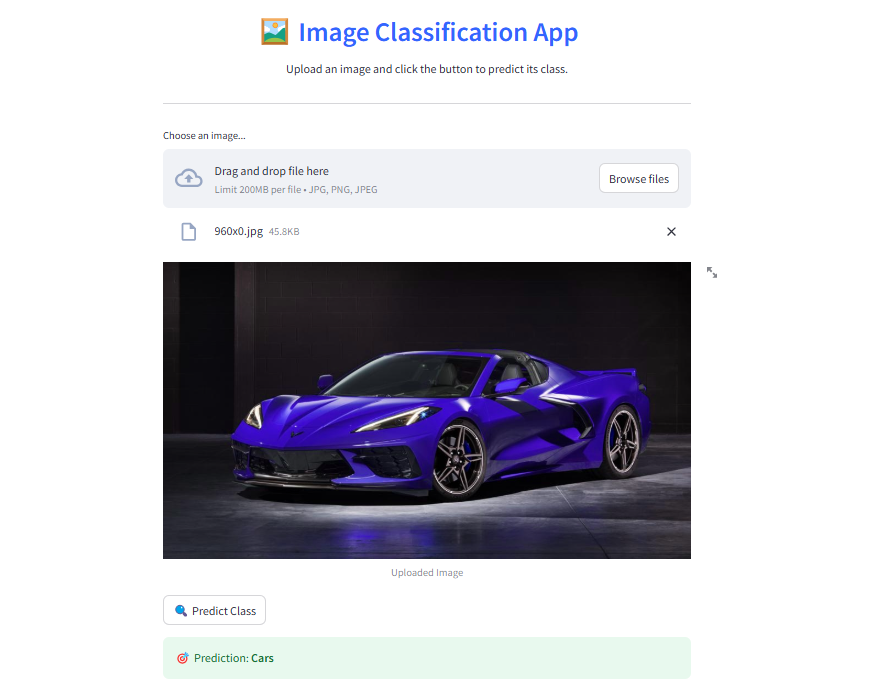 Image Classification App
Upload an image and click the button to predict its class.
Choose an image...
Drag and drop file here
Limit 200MB per file • JPG, PNG, JPEG
Browse files
960x0.jpg 45.8KB
Uploaded Image
Predict Class
Prediction: Cars